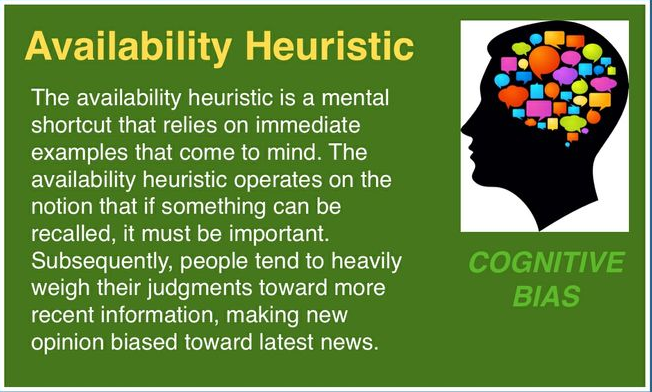 Availability Heuristic
The availability heuristic is a mental
shortcut that relies on immediate
examples that come to mind. The
availability heuristic operates on the
notion that if something can be
recalled, it must be important.
Subsequently, people tend to heavily
weigh their judgments toward more
recent information, making new
opinion biased toward latest news.
COGNITIVE
BIAS